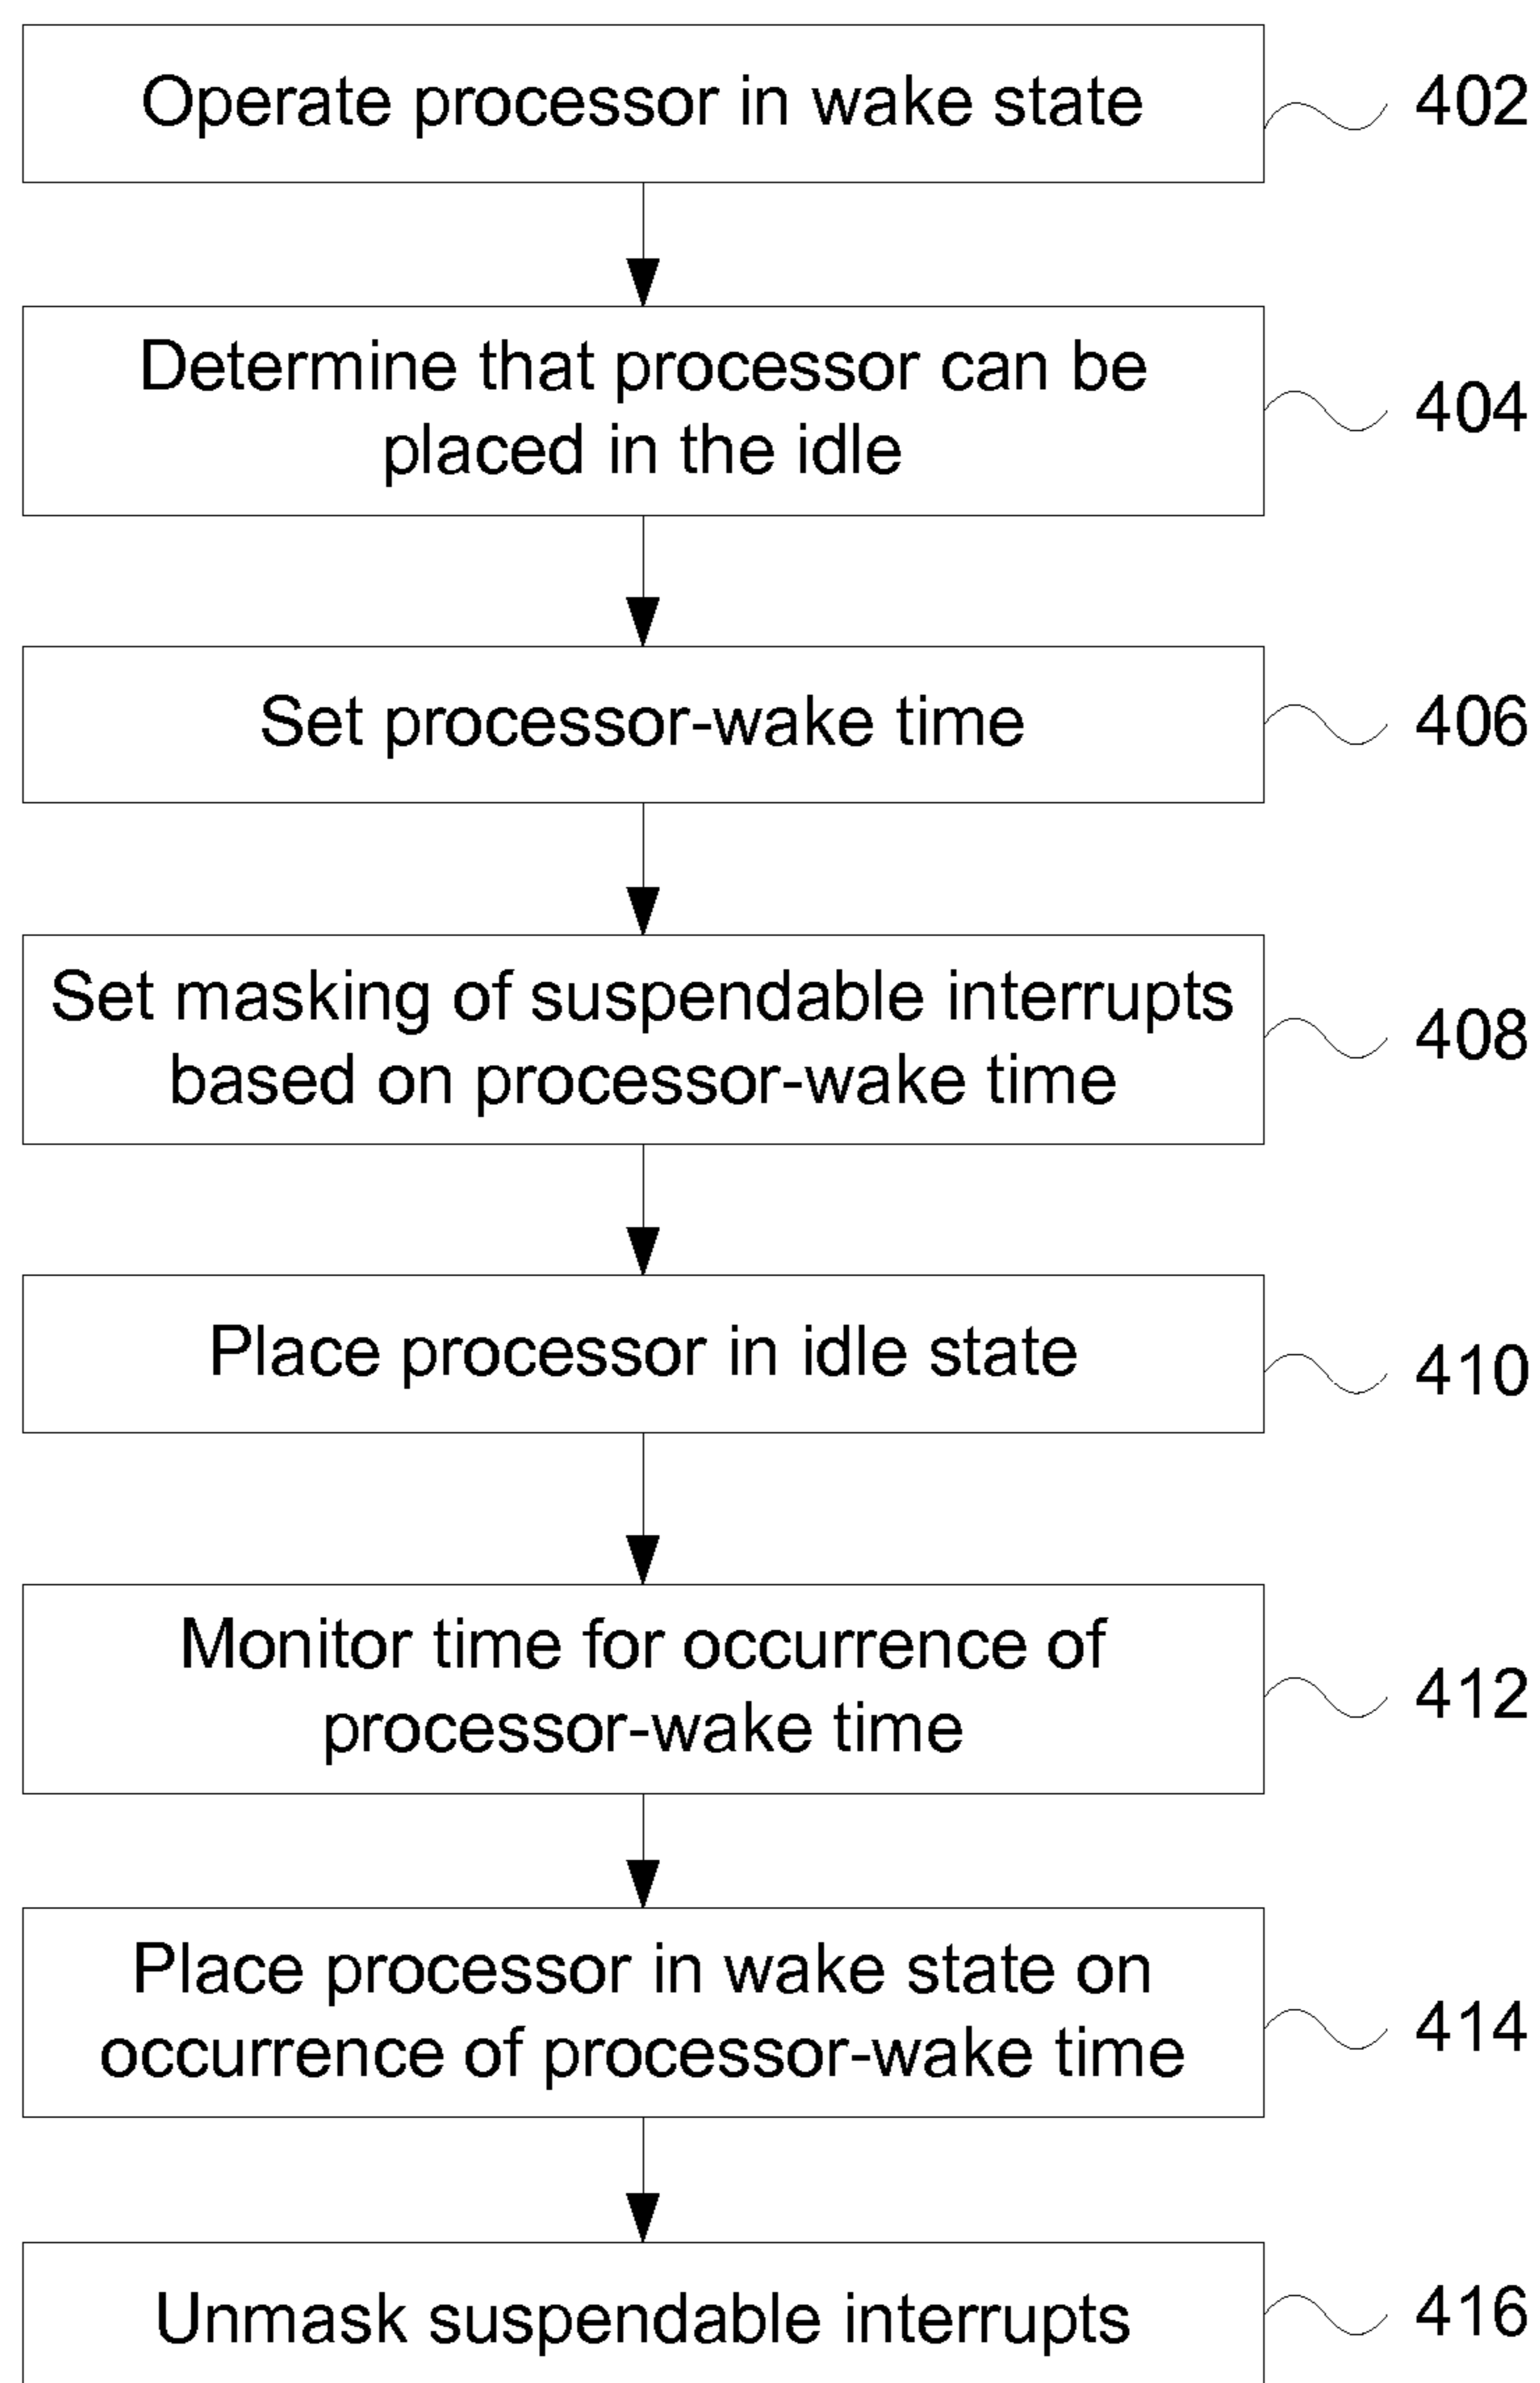 Operate processor in wake state
402
Determine that processor can be
placed in the idle
404
Set processor-wake time
406
Set masking of suspendable interrupts
based on processor-wake time
408
Place processor in idle state
410
Monitor time for occurrence of
processor-wake time
412
Place processor in wake state on
occurrence of processor-wake time
414
Unmask suspendable interrupts
416